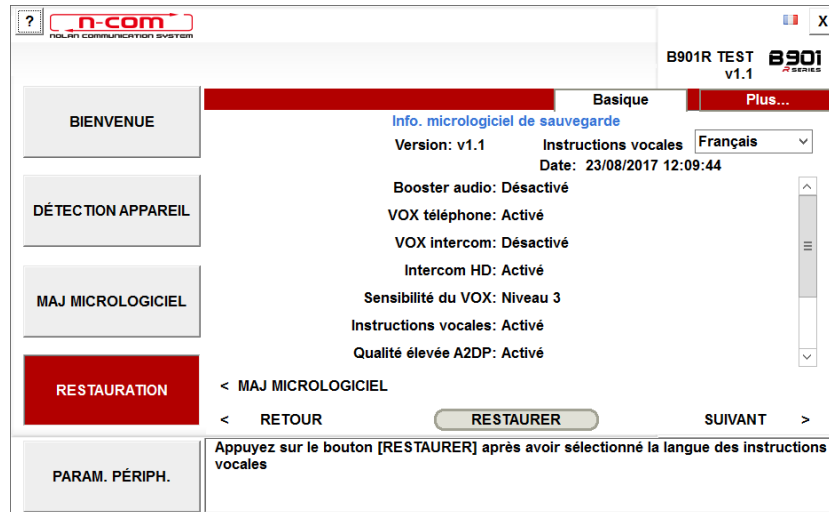 ?
n-com
NOLAN COMMUNICATION SYSTEM
X
B901R TEST
v1.1
B901
R SERIES
BIENVENUE
DÉTECTION APPAREIL
MAJ MICROLOGICIEL
RESTAURATION
PARAM. PÉRIPH.
Basique
Plus...
Info. micrologiciel de sauvegarde
Version: v1.1 Instructions vocales Français
Date: 23/08/2017 12:09:44
Booster audio: Désactivé
VOX téléphone: Activé
VOX intercom: Désactivé
Intercom HD: Activé
Sensibilité du VOX: Niveau 3
Instructions vocales: Activé
Qualité élevée A2DP: Activé
< MAJ MICROLOGICIEL
< RETOUR RESTAURER SUIVANT >
Appuyez sur le bouton [RESTAURER] après avoir sélectionné la langue des instructions
vocales